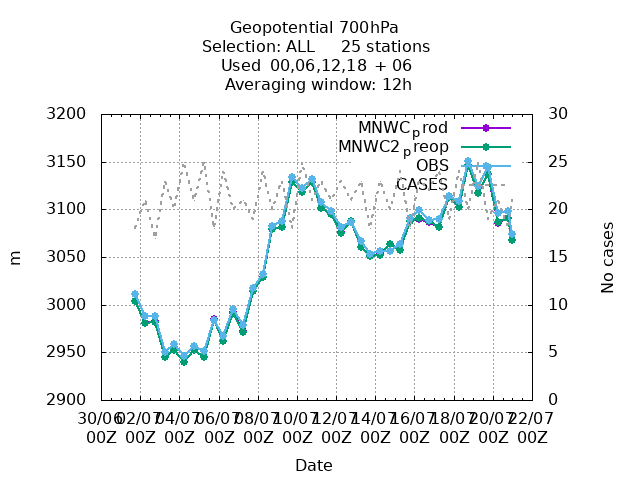 Geopotential 700hPa
Selection: ALL 25 stations
Used 00,06,12,18 + 06
Averaging window: 12h
3200
3150
3100
3050
3000
2950
2900
m
30
25
20
15
10
5
0
No cases
MNWCprod
MNWC2preop
OBS
CASES
30/06 02/07 04/07 06/07 08/07 10/07 12/07 14/07 16/07 18/07 20/07 22/07
00Z 00Z 00Z 00Z 00Z 00Z 00Z 00Z 00Z 00Z 00Z 00Z
Date